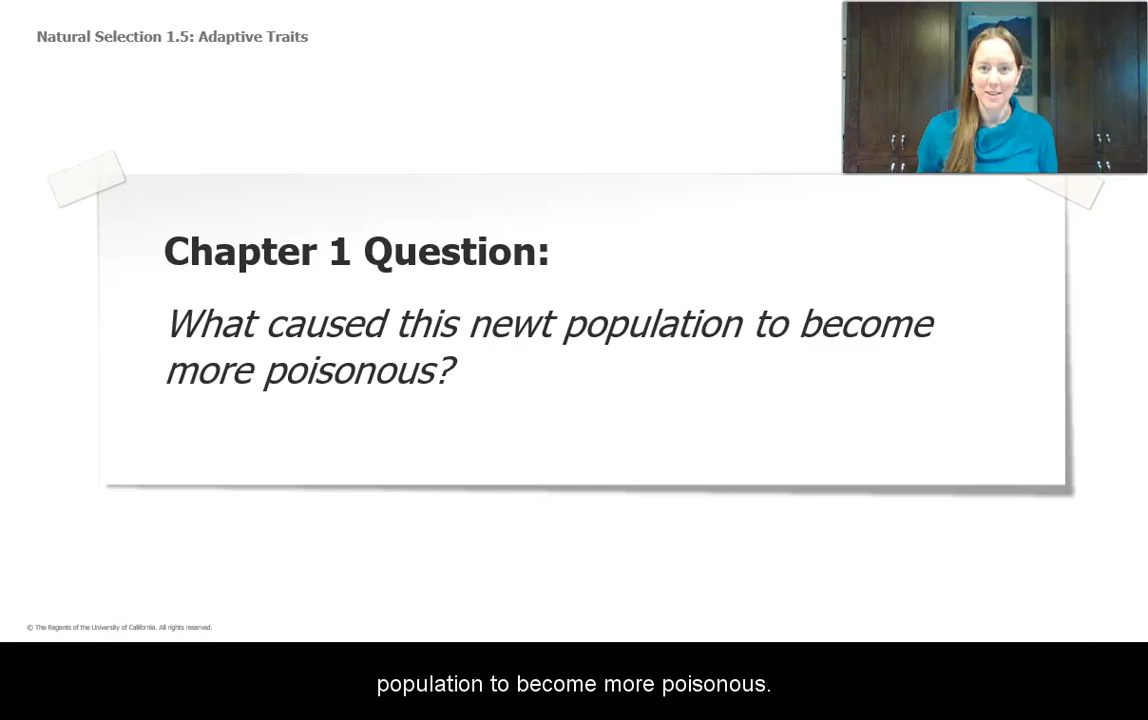 Natural Selection 1.5: Adaptive Traits
Chapter 1 Question:
What caused this newt population to become
more poisonous?
© The Regents of the University of California. All rights reserved.
population to become more poisonous.